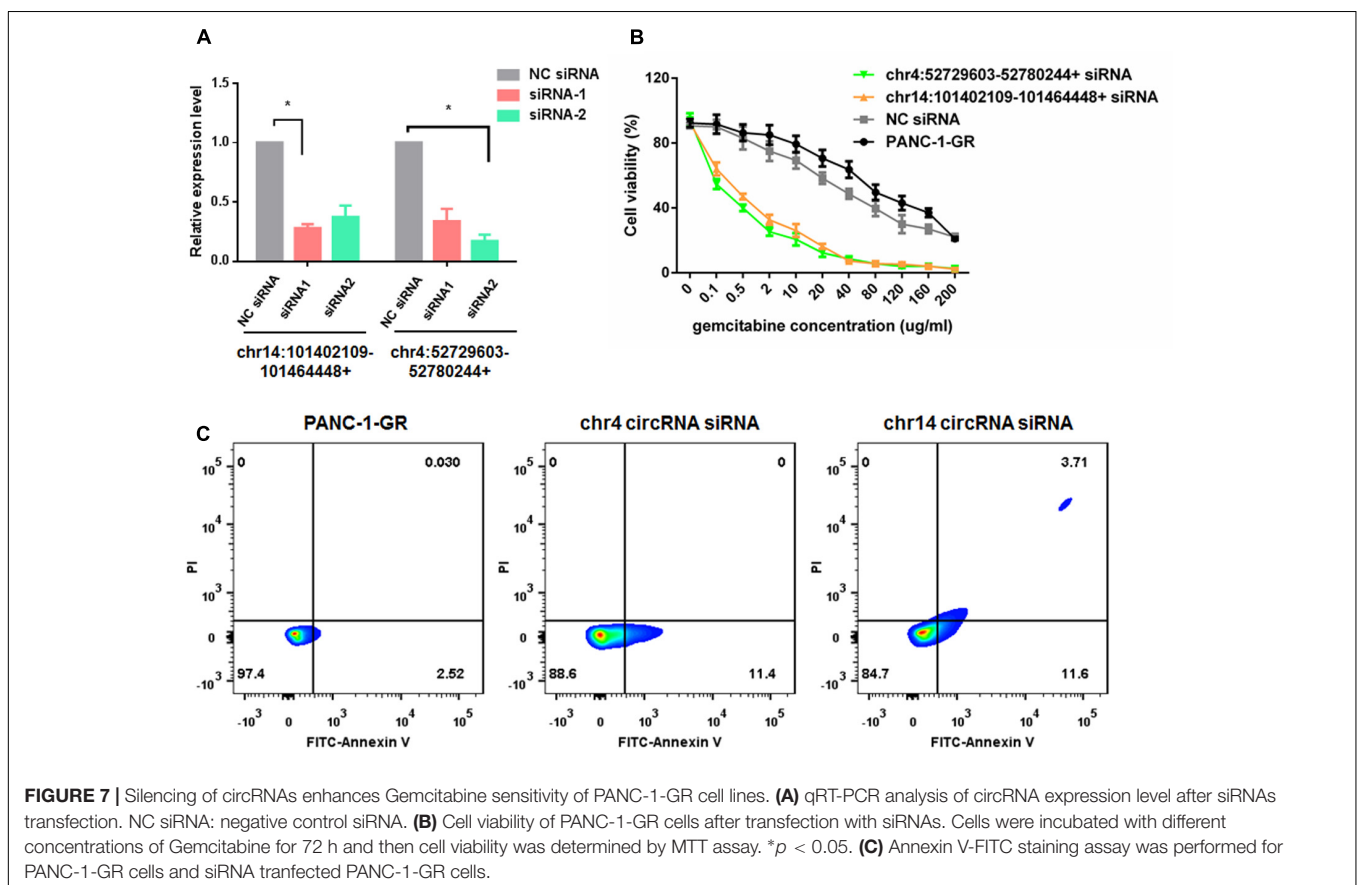 A
NC siRNA
siRNA-1
siRNA-2
Relative expression level
1.5
1.0
0.5
0.0
*
*
NC siRNA
siRNA1
siRNA2
NC siRNA
siRNA1
siRNA2
chr14:101402109-
101464448+
chr4:52729603-
52780244+
B
chr4:52729603-52780244+ siRNA
chr14:101402109-101464448+ siRNA
NC siRNA
PANC-1-GR
Cell viability (%)
120
80
40
0
0 0.1 0.5 2 10 20 40 80 120 160 200
gemcitabine concentration (ug/ml)
C
PANC-1-GR
0 0.030
97.4 2.52
PI
10^5
10^4
10^3
0
-10^3
-10^3 0 10^3 10^4 10^5
FITC-Annexin V
chr4 circRNA siRNA
0 0
88.6 11.4
PI
10^5
10^4
10^3
0
-10^3
-10^3 0 10^3 10^4 10^5
FITC-Annexin V
chr14 circRNA siRNA
0 3.71
84.7 11.6
PI
10^5
10^4
10^3
0
-10^3
-10^3 0 10^3 10^4 10^5
FITC-Annexin V
FIGURE 7 | Silencing of circRNAs enhances Gemcitabine sensitivity of PANC-1-GR cell lines. (A) qRT-PCR analysis of circRNA expression level after siRNAs
transfection. NC siRNA: negative control siRNA. (B) Cell viability of PANC-1-GR cells after transfection with siRNAs. Cells were incubated with different
concentrations of Gemcitabine for 72 h and then cell viability was determined by MTT assay. *p < 0.05. (C) Annexin V-FITC staining assay was performed for
PANC-1-GR cells and siRNA tranfected PANC-1-GR cells.